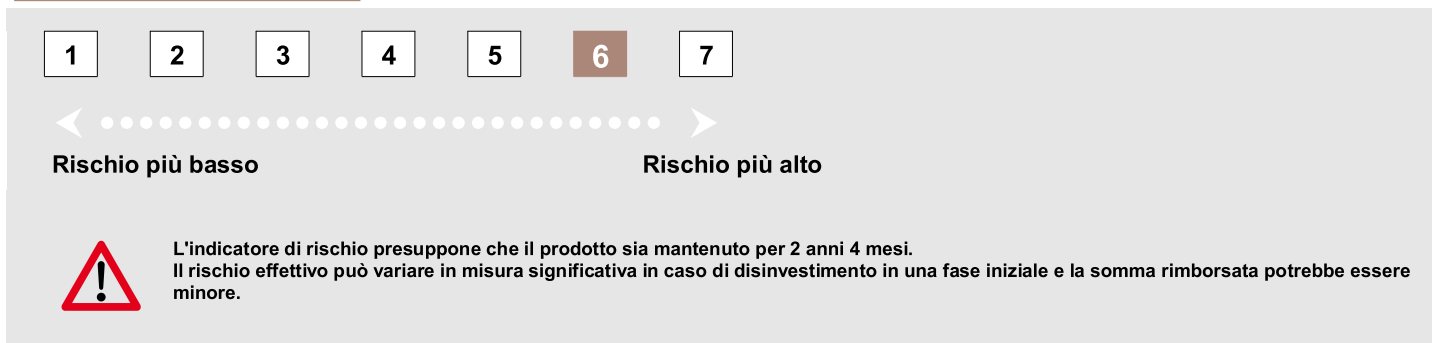 1 2 3 4 5 6 7
Rischio più basso Rischio più alto
L'indicatore di rischio presuppone che il prodotto sia mantenuto per 2 anni 4 mesi.
Il rischio effettivo può variare in misura significativa in caso di disinvestimento in una fase iniziale e la somma rimborsata potrebbe essere
minore.